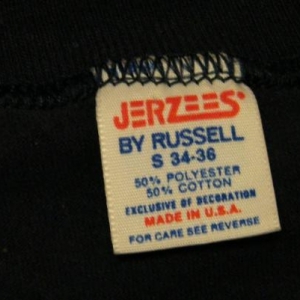 JERZEES®
BY RUSSELL
S 34-36
50% POLYESTER
50% COTTON
EXCLUSIVE OF DECORATION
MADE IN U.S.A.
FOR CARE SEE REVERSE